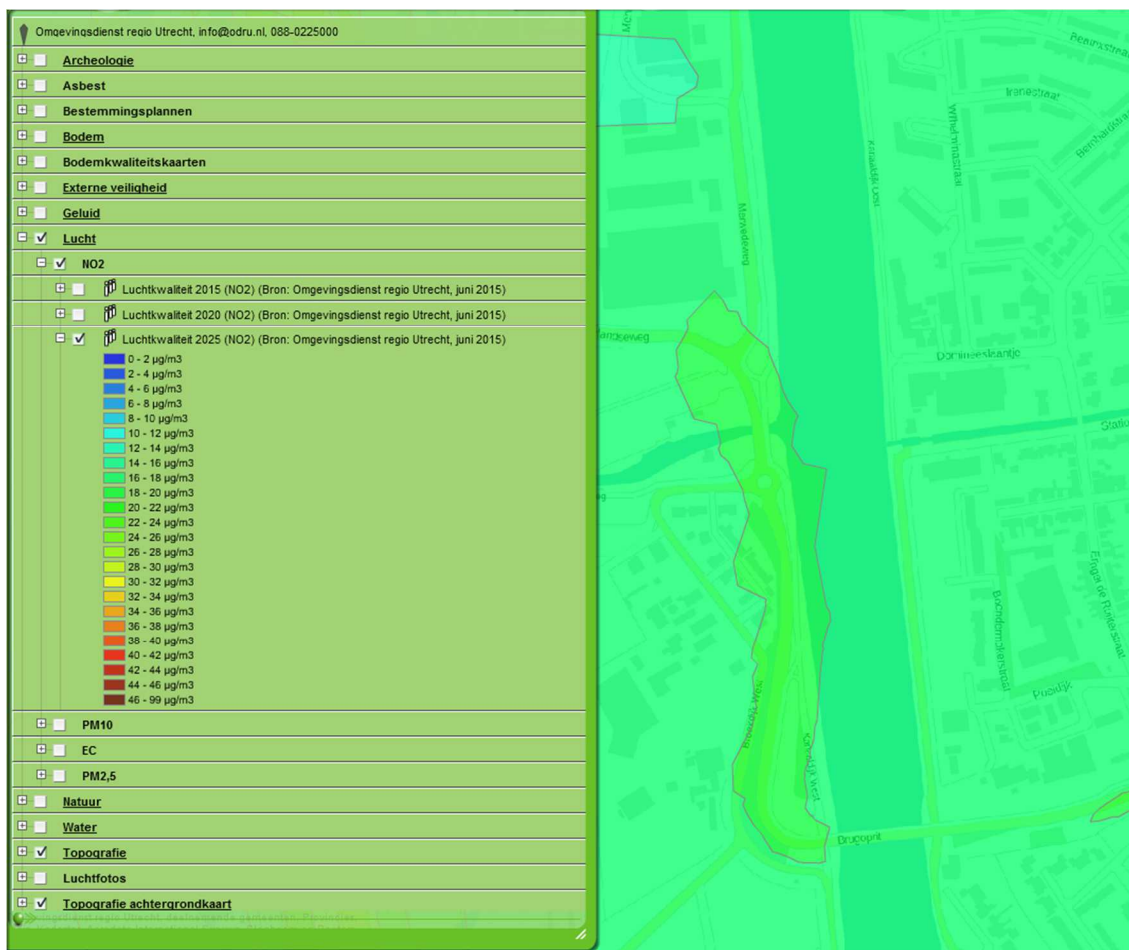 Omgevingsdienst regio Utrecht, info@odru.nl, 088-0225000
Archeologie
Asbest
Bestemmingsplannen
Bodem
Bodemkwaliteitskaarten
Externe veiligheid
Geluid
Lucht
NO2
Luchtkwaliteit 2015 (NO2) (Bron: Omgevingsdienst regio Utrecht, juni 2015)
Luchtkwaliteit 2020 (NO2) (Bron: Omgevingsdienst regio Utrecht, juni 2015)
Luchtkwaliteit 2025 (NO2) (Bron: Omgevingsdienst regio Utrecht, juni 2015)
0 - 2 µg/m3
2 - 4 µg/m3
4 - 6 µg/m3
6 - 8 µg/m3
8 - 10 µg/m3
10 - 12 µg/m3
12 - 14 µg/m3
14 - 16 µg/m3
16 - 18 µg/m3
18 - 20 µg/m3
20 - 22 µg/m3
22 - 24 µg/m3
24 - 26 µg/m3
26 - 28 µg/m3
28 - 30 µg/m3
30 - 32 µg/m3
32 - 34 µg/m3
34 - 36 µg/m3
36 - 38 µg/m3
38 - 40 µg/m3
40 - 42 µg/m3
42 - 44 µg/m3
44 - 46 µg/m3
46 - 99 µg/m3
PM10
EC
PM2,5
Natuur
Water
Topografie
Luchtfotos
Topografie achtergrondkaart
Merwedeweg
Kanaaldijk Oost
Wilhelminastraat
Irenestraat
Domineeslaantje
Kanaaldijk West
Brugoprit